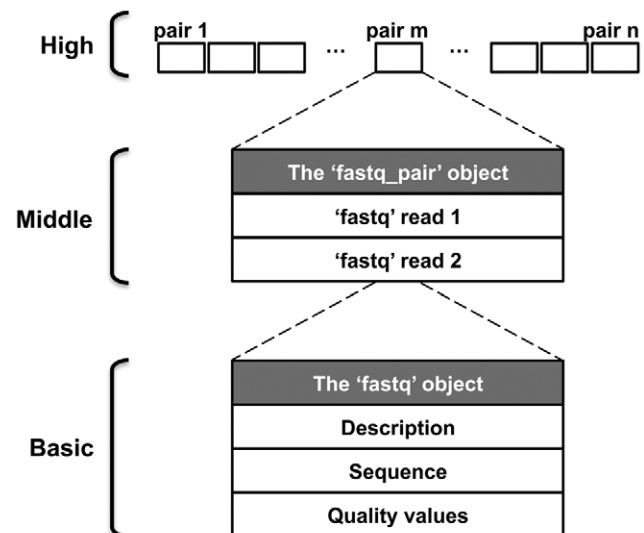 High
pair 1
...
pair m
...
pair n
Middle
The ‘fastq_pair’ object
‘fastq’ read 1
‘fastq’ read 2
Basic
The ‘fastq’ object
Description
Sequence
Quality values